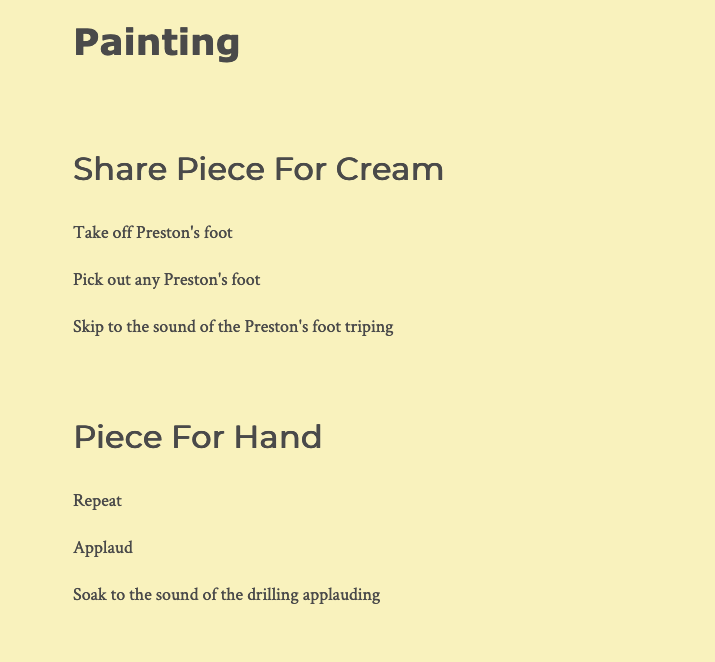 Painting
Share Piece For Cream
Take off Preston's foot
Pick out any Preston's foot
Skip to the sound of the Preston's foot triping
Piece For Hand
Repeat
Applaud
Soak to the sound of the drilling applauding